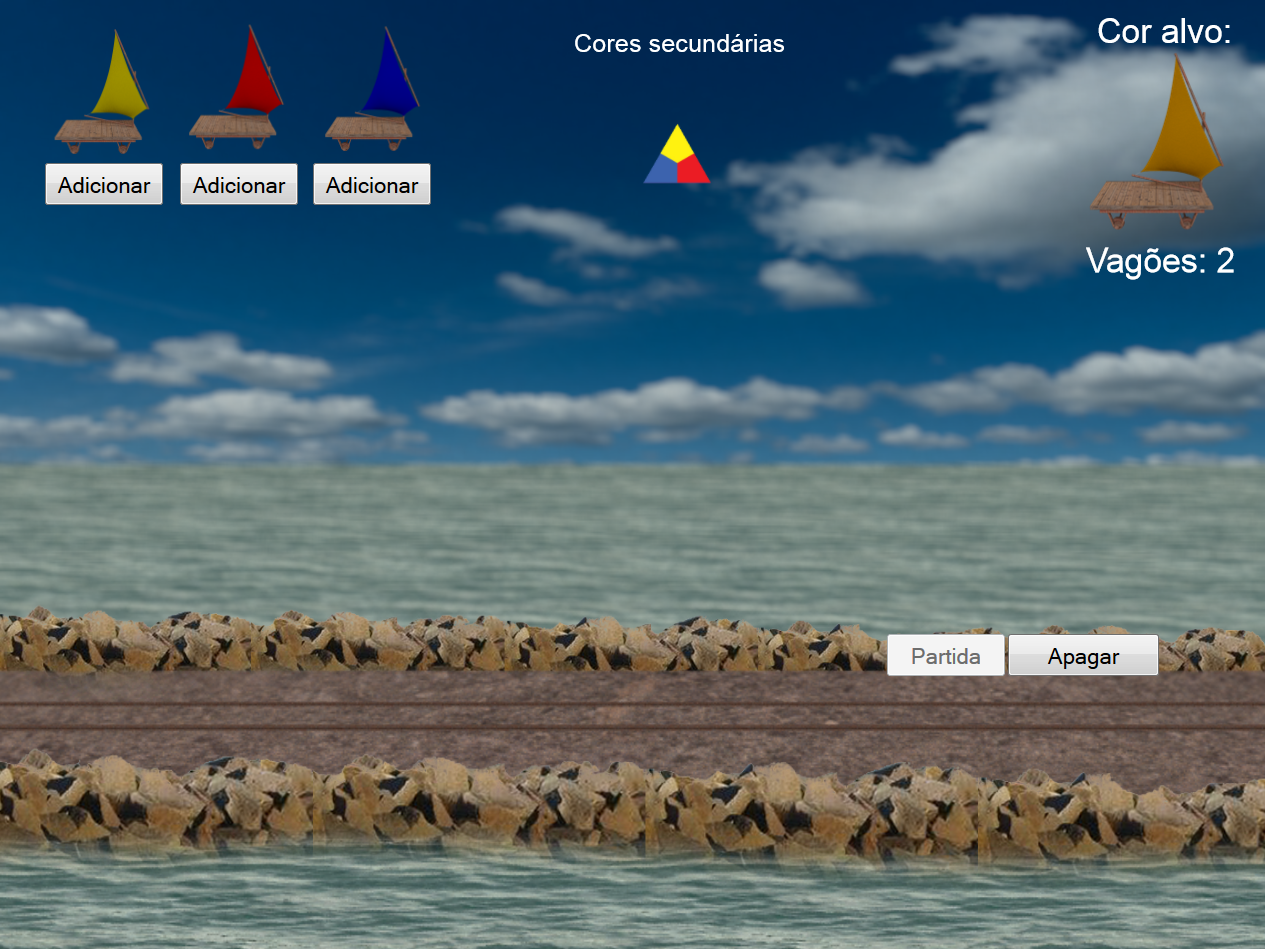 Cores secundárias
Cor alvo:
Adicionar
Adicionar
Adicionar
Vagões: 2
Partida
Apagar